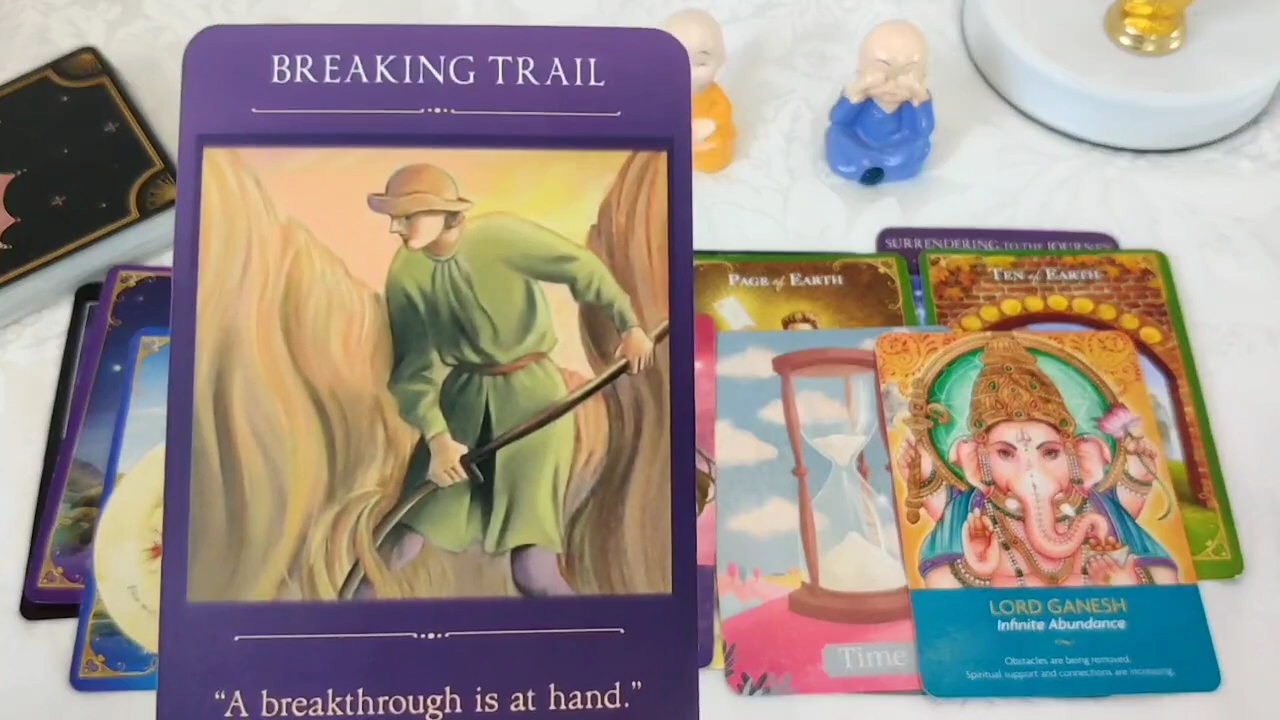 BREAKING TRAIL
"A breakthrough is at hand."
SURRENDERING TO THE JOURNEY
PAGE of EARTH
TEN of EARTH
Time
LORD GANESH
Infinite Abundance
Obstacles are being removed.
Spiritual support and connections are increasing.